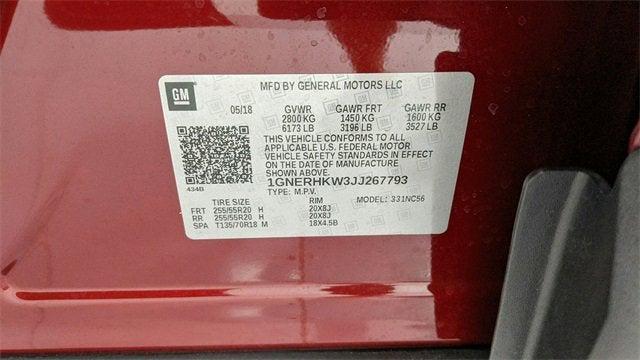 GM
MFD BY GENERAL MOTORS LLC
05/18 GVWR GAWR FRT GAWR RR
2800 KG 1450 KG 1600 KG
6173 LB 3196 LB 3527 LB
THIS VEHICLE CONFORMS TO ALL
APPLICABLE U.S. FEDERAL MOTOR
VEHICLE SAFETY STANDARDS IN EFFECT
ON THE DATE OF MANUFACTURE
SHOWN ABOVE.
434B 1GNERHKW3JJ267793
TYPE: M.P.V. MODEL: 331NC56
TIRE SIZE RIM
FRT 255/55R20 H 20X8J
RR 255/55R20 H 20X8J
SPA T135/70R18 M 18X4.5B